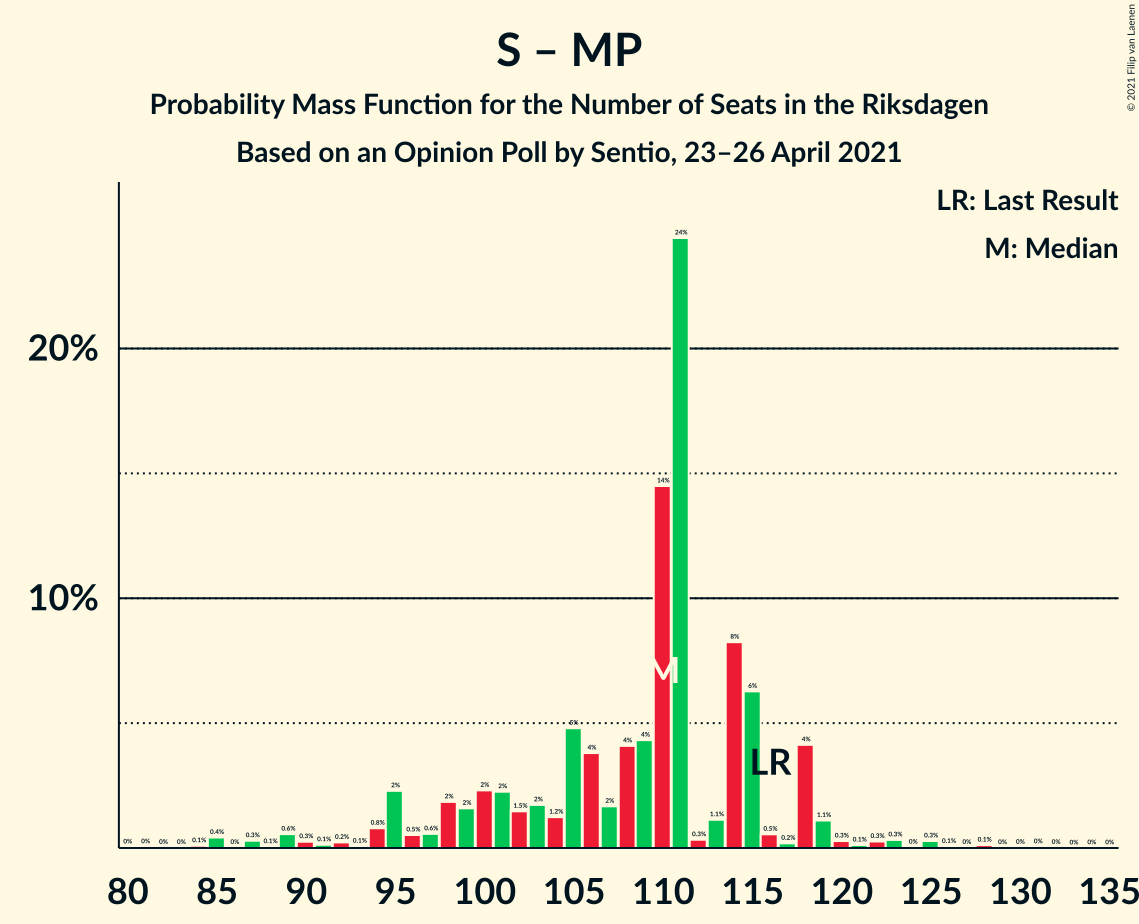 S – MP
Probability Mass Function for the Number of Seats in the Riksdagen
Based on an Opinion Poll by Sentio, 23–26 April 2021
© 2021 Filip van Laenen
LR: Last Result
M: Median
20%
10%
0% 0% 0% 0% 0.1% 0.4% 0% 0.3% 0.1% 0.6% 0.3% 0.1% 0.2% 0.1% 0.8% 2% 0.5% 0.6% 2% 2% 2% 2% 1.5% 2% 1.2% 5% 4% 2% 4% 4% 14% 24% 0.3% 1.1% 8% 6% 0.5% 0.2% 4% 1.1% 0.3% 0.1% 0.3% 0.3% 0% 0.3% 0.1% 0% 0.1% 0% 0% 0% 0% 0% 0% 0%
M
LR
80 85 90 95 100 105 110 115 120 125 130 135